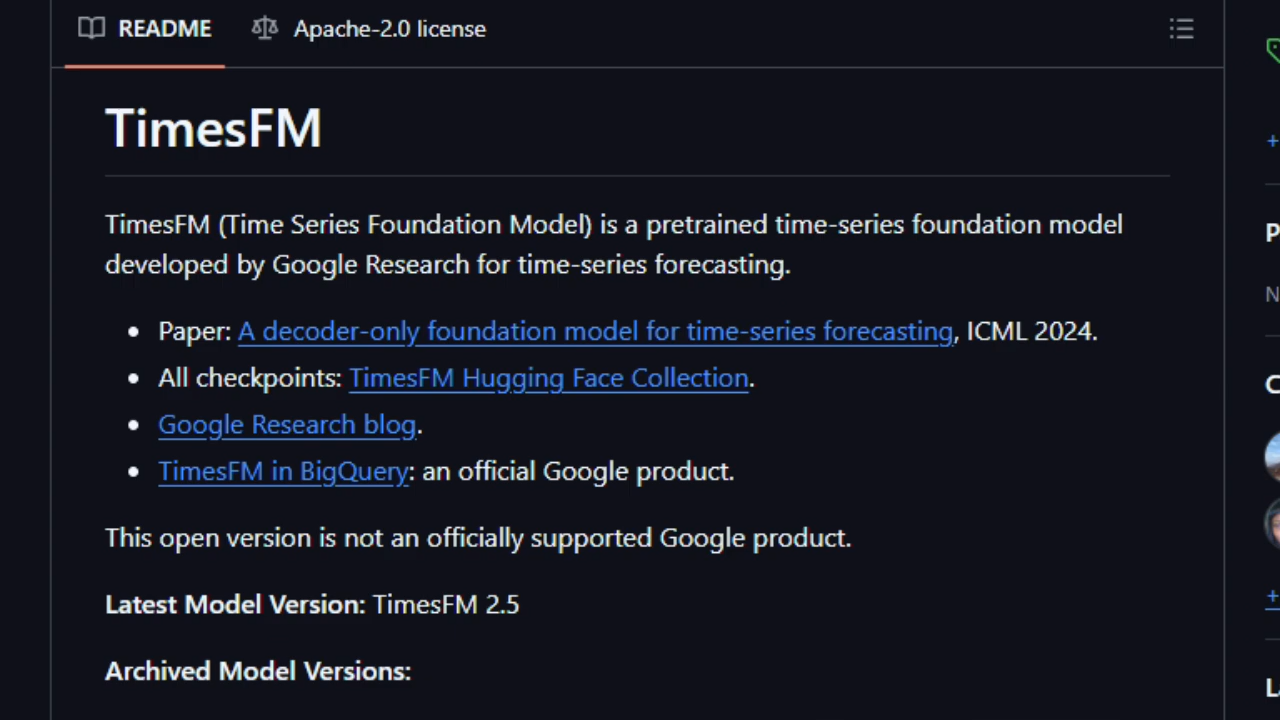 README
Apache-2.0 license
TimesFM
TimesFM (Time Series Foundation Model) is a pretrained time-series foundation model
developed by Google Research for time-series forecasting.
Paper: A decoder-only foundation model for time-series forecasting, ICML 2024.
All checkpoints: TimesFM Hugging Face Collection.
Google Research blog.
TimesFM in BigQuery: an official Google product.
This open version is not an officially supported Google product.
Latest Model Version: TimesFM 2.5
Archived Model Versions: